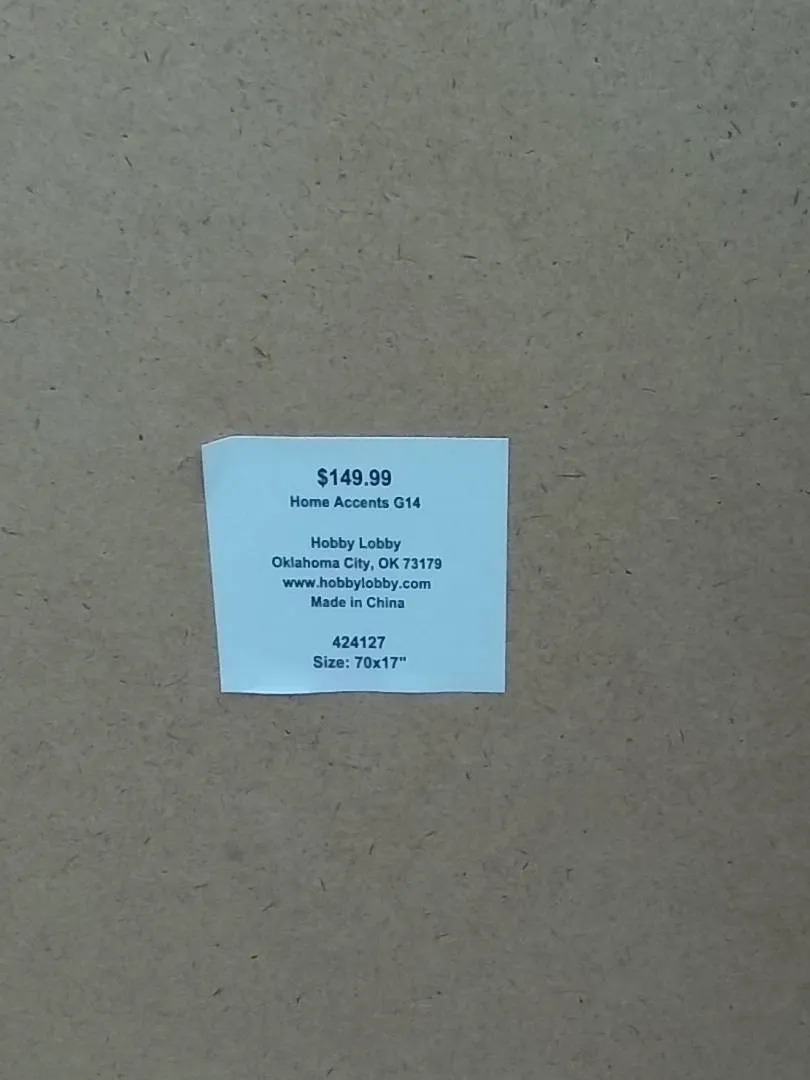 $149.99
Home Accents G14
Hobby Lobby
Oklahoma City, OK 73179
www.hobbylobby.com
Made in China
424127
Size: 70x17"